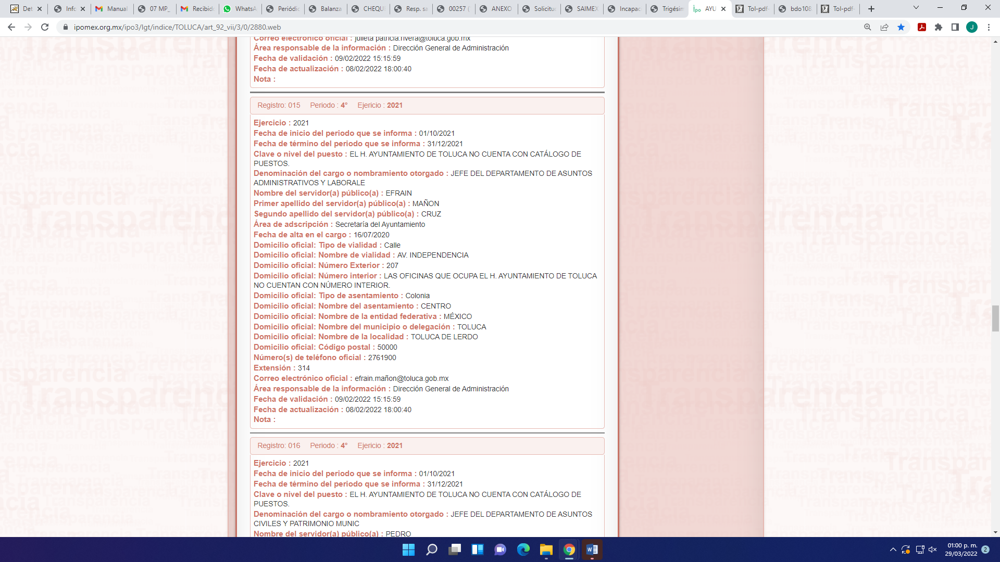 Det
Info
Manual
07 MP_
Recibido
WhatsA
Periódic
Balanza
CHEQU
Resp. sa
00257 (
ANEXO
Solicitud
SAIMEX
Incapac
Trigésim
ipo AYU
Tol-pdf-
bdo108
Tol-pdf-
ipomex.org.mx/ipo3/lgt/indice/TOLUCA/art_92_vii/3/0/2880.web
J
Correo electrónico oficial : julieta patricia.rivera@toluca.gob.mx
Área responsable de la información : Dirección General de Administración
Fecha de validación : 09/02/2022 15:15:59
Fecha de actualización : 08/02/2022 18:00:40
Nota :
Registro: 015 Periodo : 4° Ejericio : 2021
Ejercicio : 2021
Fecha de inicio del periodo que se informa : 01/10/2021
Fecha de término del periodo que se informa : 31/12/2021
Clave o nivel del puesto : EL H. AYUNTAMIENTO DE TOLUCA NO CUENTA CON CATÁLOGO DE
PUESTOS.
Denominación del cargo o nombramiento otorgado : JEFE DEL DEPARTAMENTO DE ASUNTOS
ADMINISTRATIVOS Y LABORALE
Nombre del servidor(a) público(a) : EFRAIN
Primer apellido del servidor(a) público(a) : MAÑON
Segundo apellido del servidor(a) público(a) : CRUZ
Área de adscripción : Secretaría del Ayuntamiento
Fecha de alta en el cargo : 16/07/2020
Domicilio oficial: Tipo de vialidad : Calle
Domicilio oficial: Nombre de vialidad : AV. INDEPENDENCIA
Domicilio oficial: Número Exterior : 207
Domicilio oficial: Número interior : LAS OFICINAS QUE OCUPA EL H. AYUNTAMIENTO DE TOLUCA
NO CUENTAN CON NÚMERO INTERIOR.
Domicilio oficial: Tipo de asentamiento : Colonia
Domicilio oficial: Nombre del asentamiento : CENTRO
Domicilio oficial: Nombre de la entidad federativa : MÉXICO
Domicilio oficial: Nombre del municipio o delegación : TOLUCA
Domicilio oficial: Nombre de la localidad : TOLUCA DE LERDO
Domicilio oficial: Código postal : 50000
Número(s) de teléfono oficial : 2761900
Extensión : 314
Correo electrónico oficial : efrain.mañon@toluca.gob.mx
Área responsable de la información : Dirección General de Administración
Fecha de validación : 09/02/2022 15:15:59
Fecha de actualización : 08/02/2022 18:00:40
Nota :
Registro: 016 Periodo : 4° Ejericio : 2021
Ejercicio : 2021
Fecha de inicio del periodo que se informa : 01/10/2021
Fecha de término del periodo que se informa : 31/12/2021
Clave o nivel del puesto : EL H. AYUNTAMIENTO DE TOLUCA NO CUENTA CON CATÁLOGO DE
PUESTOS.
Denominación del cargo o nombramiento otorgado : JEFE DEL DEPARTAMENTO DE ASUNTOS
CIVILES Y PATRIMONIO MUNIC
Nombre del servidor(a) público(a) : PEDRO
01:00 p. m.
29/03/2022
2